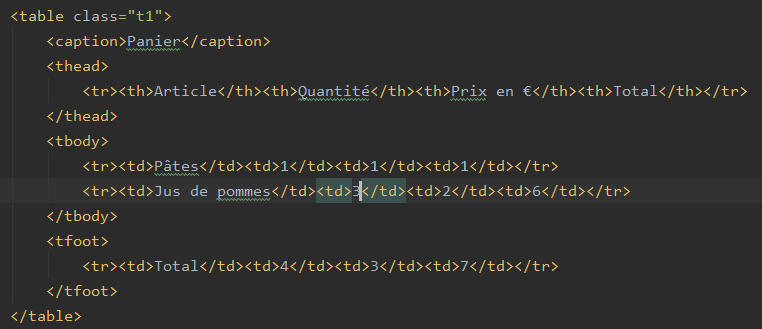 <table class="t1">
    <caption>Panier</caption>
    <thead>
        <tr><th>Article</th><th>Quantité</th><th>Prix en €</th><th>Total</th></tr>
    </thead>
    <tbody>
        <tr><td>Pâtes</td><td>1</td><td>1</td><td>1</td></tr>
        <tr><td>Jus de pommes</td><td>3</td><td>2</td><td>6</td></tr>
    </tbody>
    <tfoot>
        <tr><td>Total</td><td>4</td><td>3</td><td>7</td></tr>
    </tfoot>
</table>